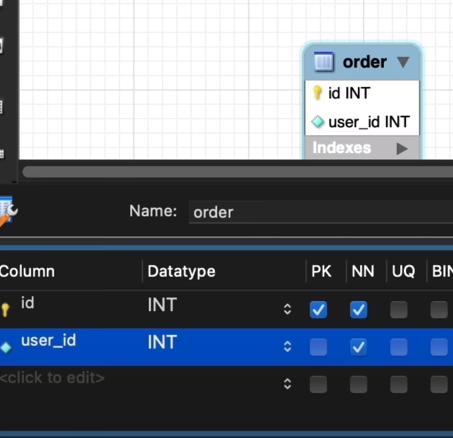 order
id INT
user_id INT
Indexes
Name: order
Column Datatype PK NN UQ BIN
id INT
user_id INT
<click to edit>